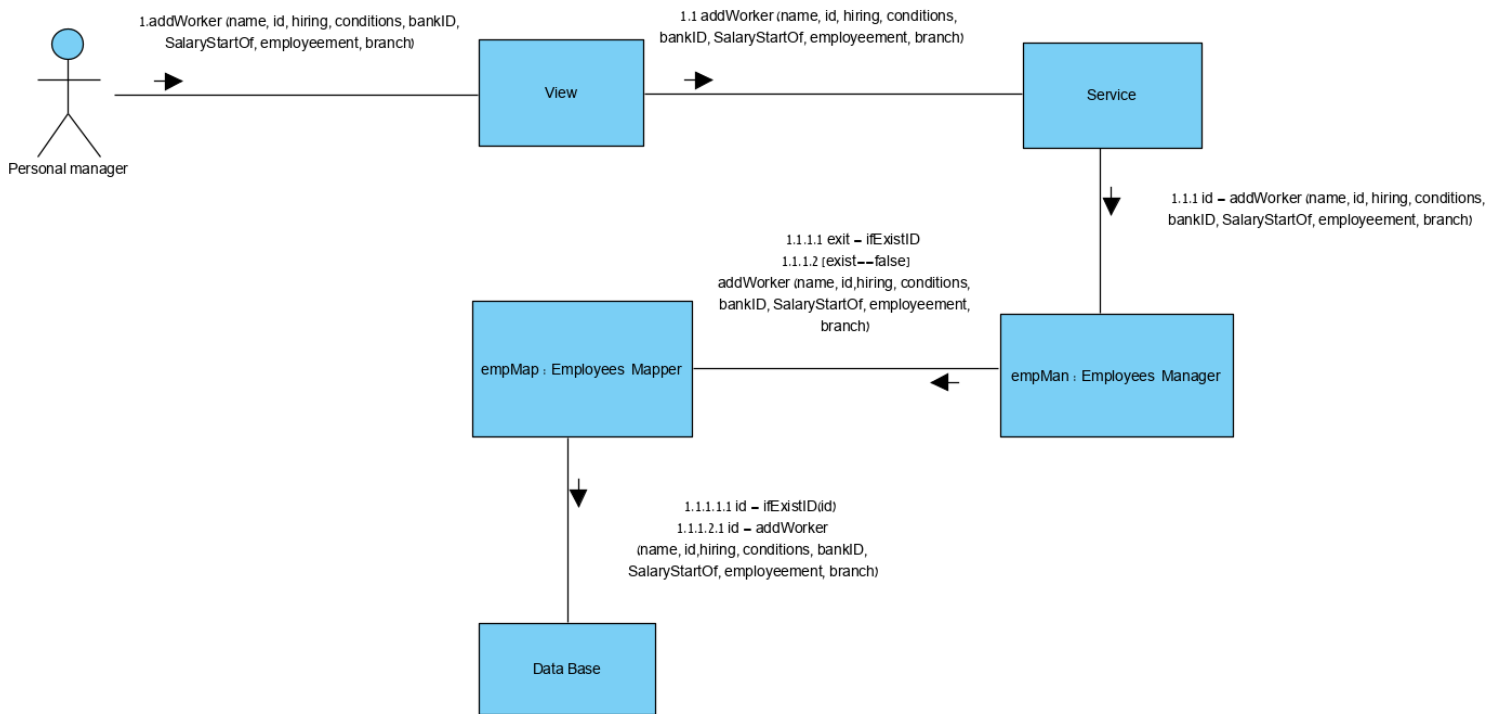 1.addWorker (name, id, hiring, conditions, bankID,
SalaryStartOf, employeement, branch)
1.1 addWorker (name, id, hiring, conditions,
bankID, SalaryStartOf, employeement, branch)
View
Service
Personal manager
1.1.1 id = addWorker (name, id, hiring, conditions,
bankID, SalaryStartOf, employeement, branch)
1.1.1.1 exit = ifExistID
1.1.1.2 [exist==false]
addWorker (name, id,hiring, conditions,
bankID, SalaryStartOf, employeement,
branch)
empMap : Employees Mapper
empMan : Employees Manager
1.1.1.1.1 id = ifExistID(id)
1.1.1.2.1 id = addWorker
(name, id,hiring, conditions, bankID,
SalaryStartOf, employeement, branch)
Data Base